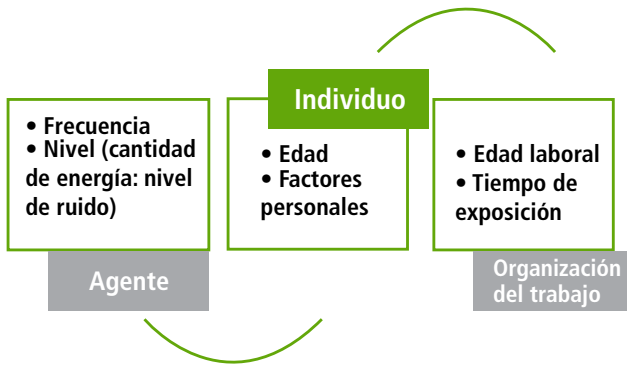 • Frecuencia
• Nivel (cantidad
de energía: nivel
de ruido)
Agente
Individuo
• Edad
• Factores
personales
• Edad laboral
• Tiempo de
exposición
Organización
del trabajo